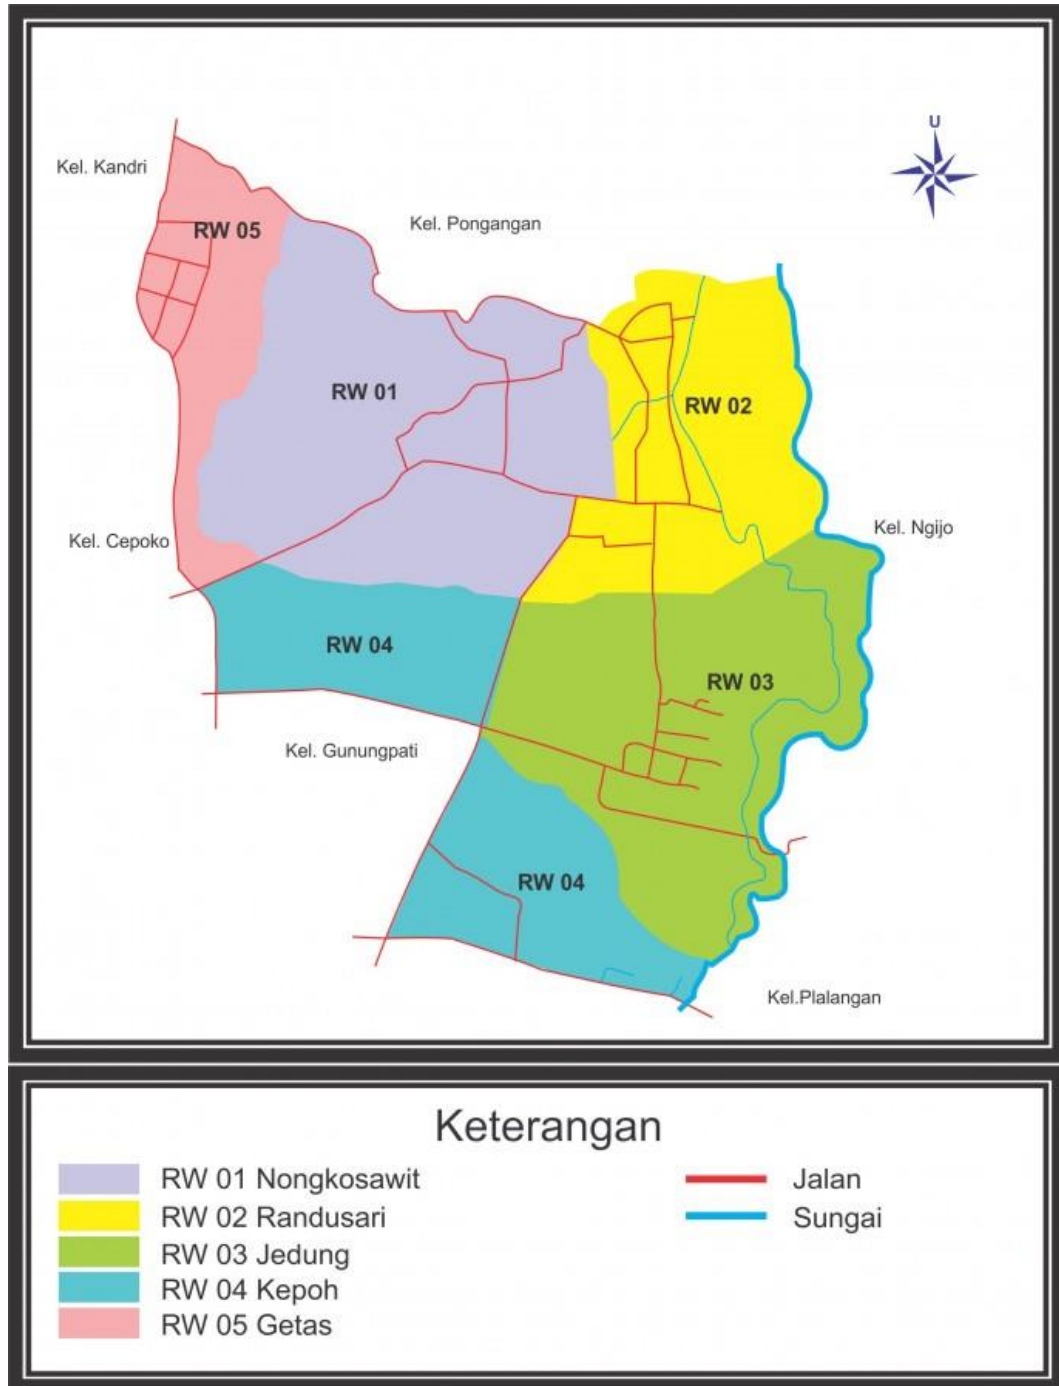 U
Kel. Kandri
Kel. Pongangan
RW 05
RW 01
RW 02
Kel. Cepoko
Kel. Ngijo
RW 04
RW 03
Kel. Gunungpati
RW 04
Kel.Plalangan
Keterangan
RW 01 Nongkosawit
RW 02 Randusari
RW 03 Jedung
RW 04 Kepoh
RW 05 Getas
Jalan
Sungai